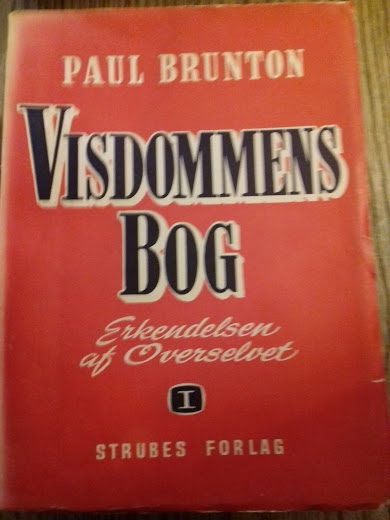 PAUL BRUNTON
VISDOMMENS
BOG
Erkendelsen
af Overselvet
I
STRUBES FORLAG